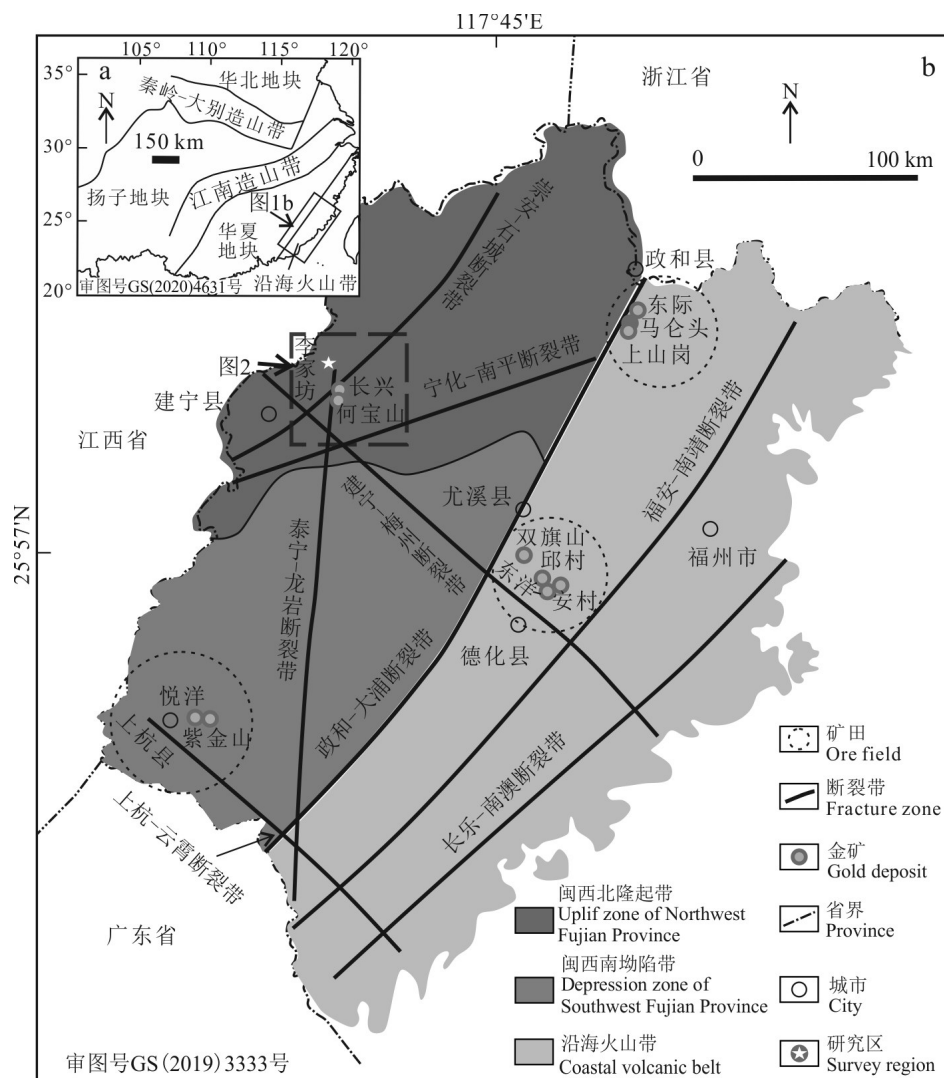 117°45'E
105°
110°
115°
120°
35°
30°
25°
20°
a
N
150 km
华北地块
秦岭-大别造山带
江南造山带
扬子地块
图1b
华夏
地块
沿海火山带
审图号GS(2020)4631号
b
浙江省
N
0
100 km
崇安-石城断裂带
政和县
东际
马仑头
上山岗
图2
李家坊
长兴
何宝山
宁化-南平断裂带
建宁县
江西省
福安-南靖断裂带
尤溪县
建宁-梅州断裂带
25°57'N
双旗山
邱村
东洋
安村
福州市
泰宁-龙岩断裂带
德化县
政和-大浦断裂带
悦洋
紫金山
上杭县
上杭-云霄断裂带
长乐-南澳断裂带
广东省
矿田
Ore field
断裂带
Fracture zone
金矿
Gold deposit
省界
Province
城市
City
研究区
Survey region
闽西北隆起带
Uplif zone of Northwest
Fujian Province
闽西南坳陷带
Depression zone of
Southwest Fujian Province
沿海火山带
Coastal volcanic belt
审图号GS(2019)3333号